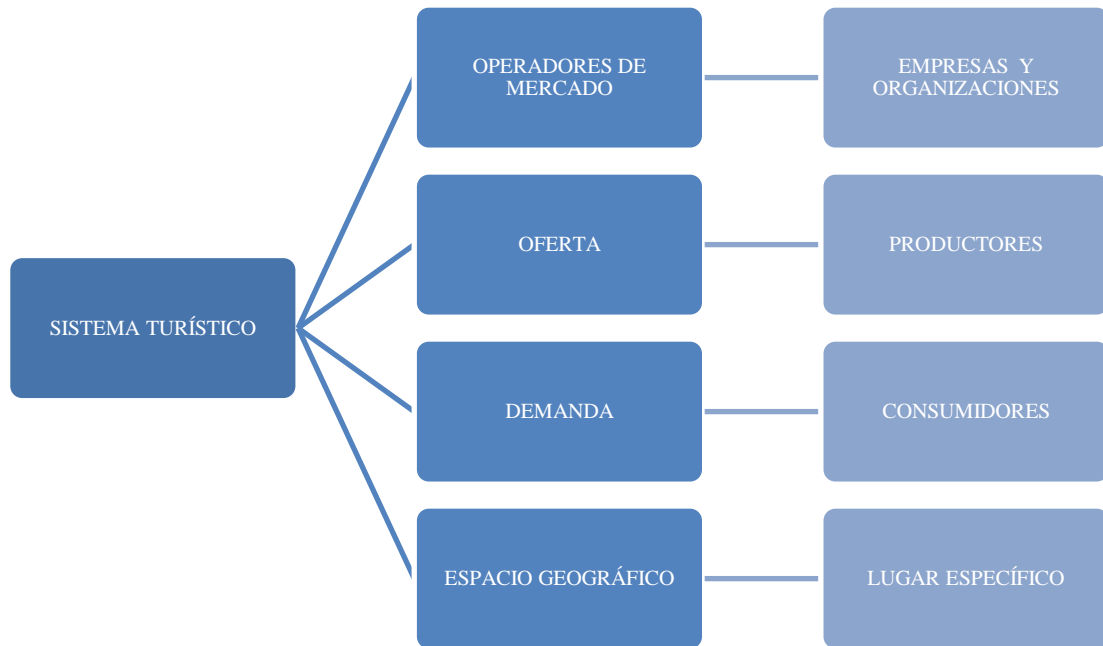 OPERADORES DE
MERCADO
EMPRESAS Y
ORGANIZACIONES
OFERTA
PRODUCTORES
SISTEMA TURÍSTICO
DEMANDA
CONSUMIDORES
ESPACIO GEOGRÁFICO
LUGAR ESPECÍFICO